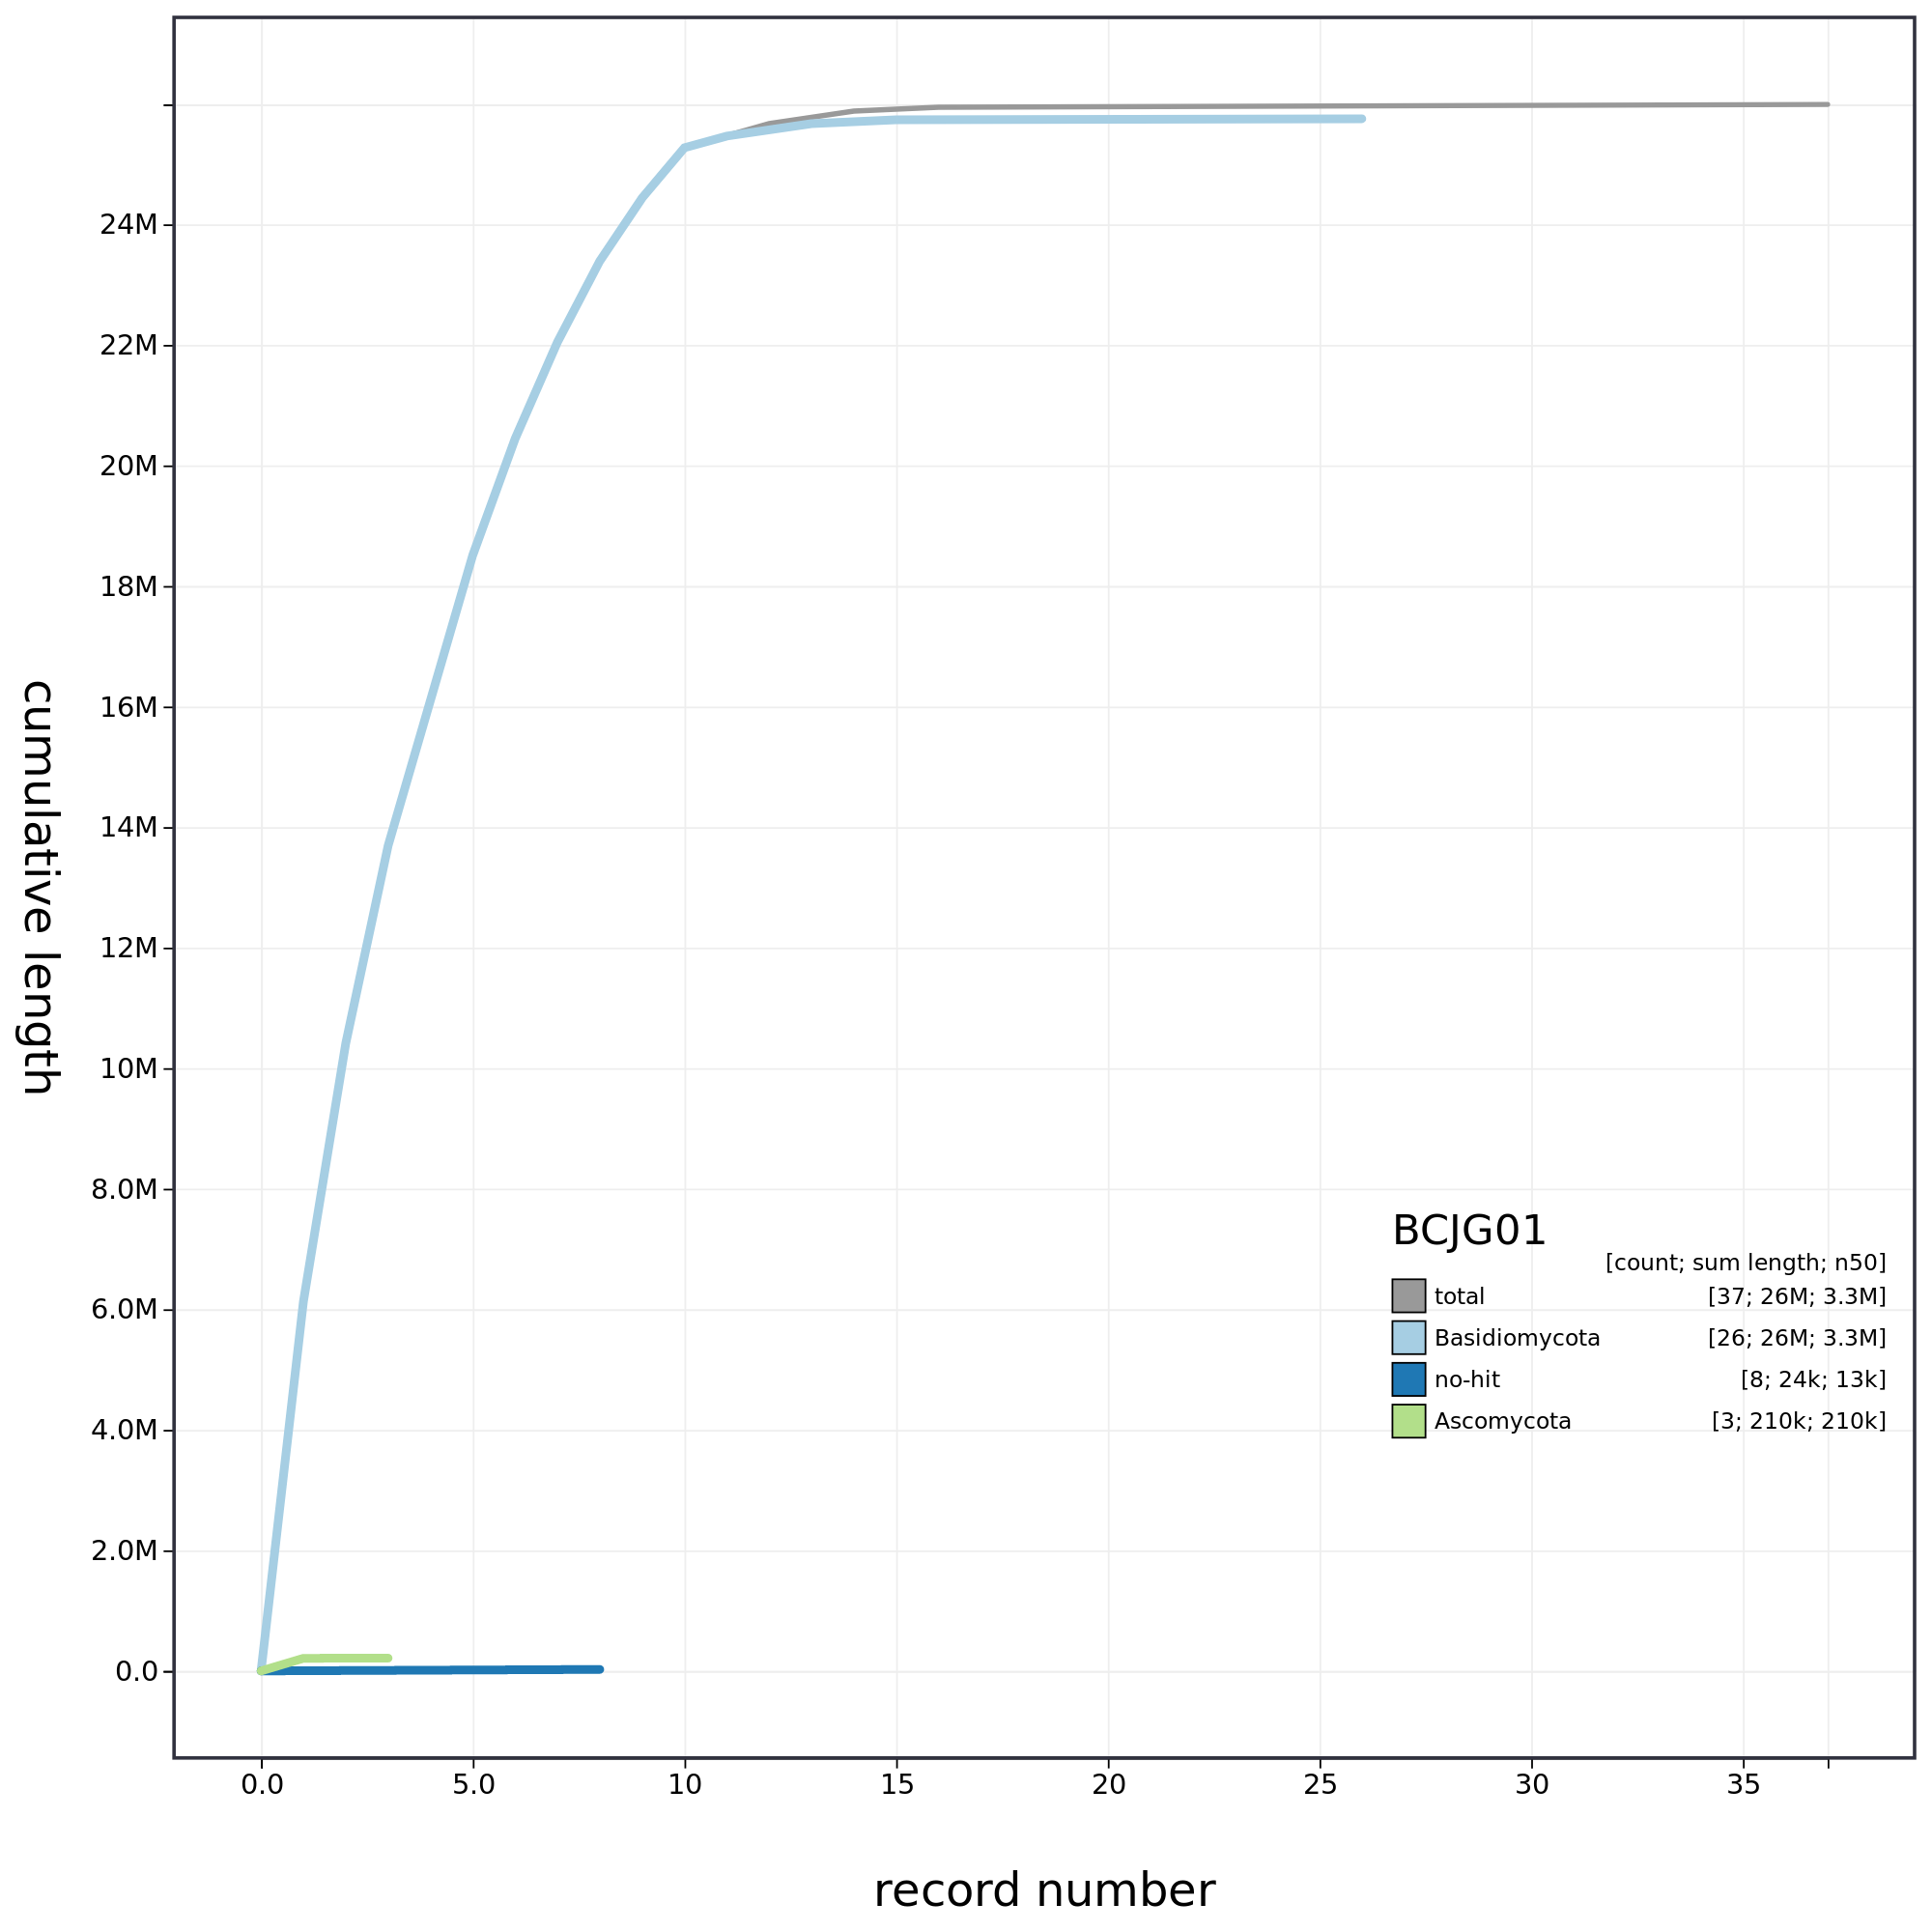 24M
22M
20M
18M
16M
14M
12M
10M
8.0M
6.0M
4.0M
2.0M
0.0
cumulative length
BCJG01
[count; sum length; n50]
total [37; 26M; 3.3M]
Basidiomycota [26; 26M; 3.3M]
no-hit [8; 24k; 13k]
Ascomycota [3; 210k; 210k]
0.0 5.0 10 15 20 25 30 35
record number